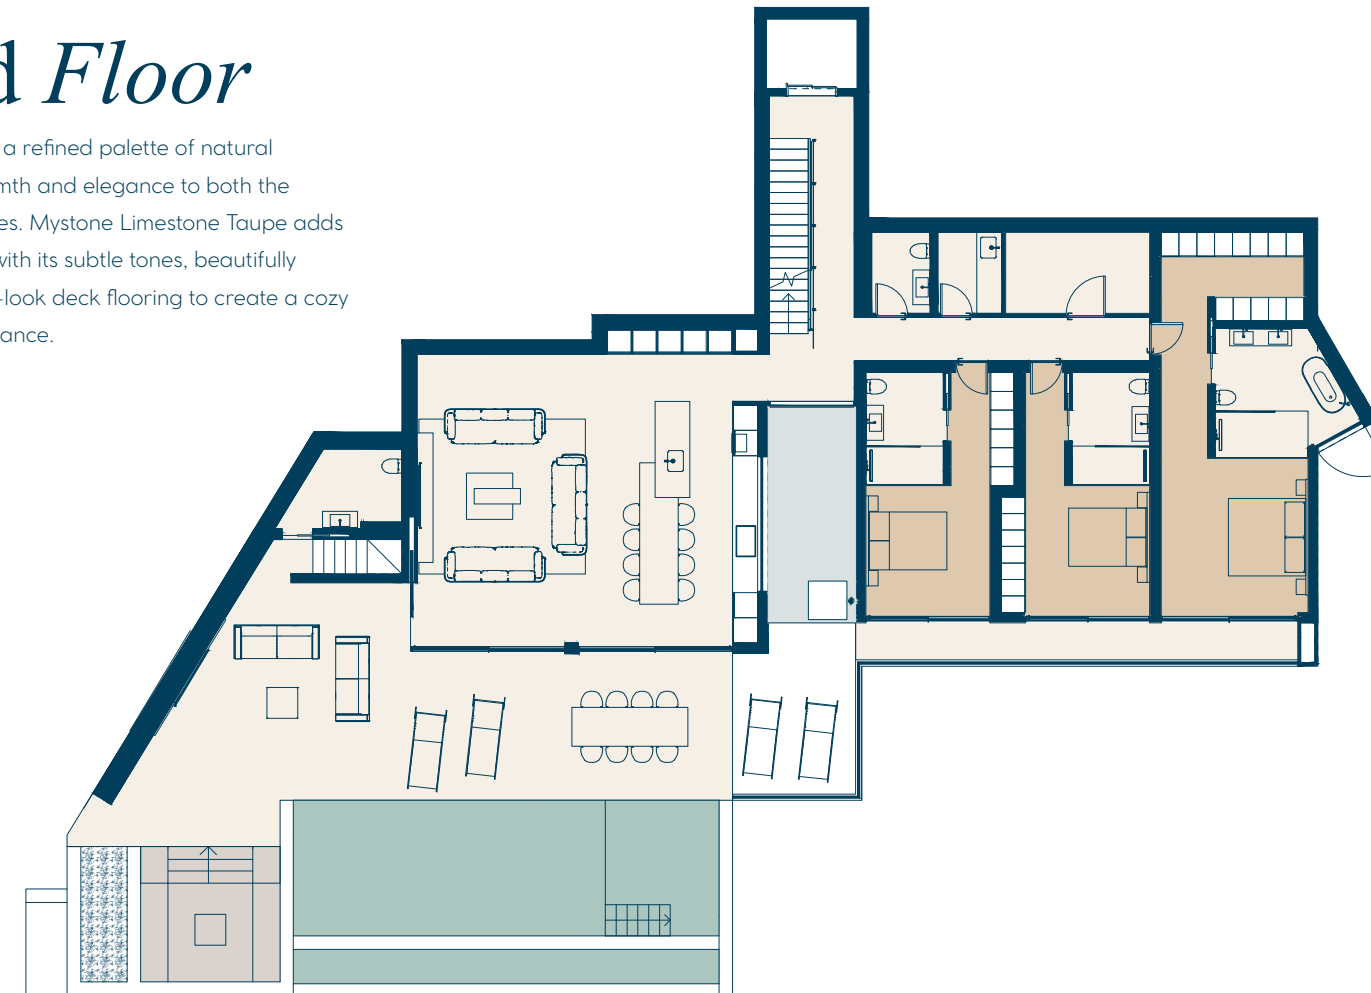 d Floor
a refined palette of natural
mth and elegance to both the
es. Mystone Limestone Taupe adds
with its subtle tones, beautifully
-look deck flooring to create a cozy
ance.